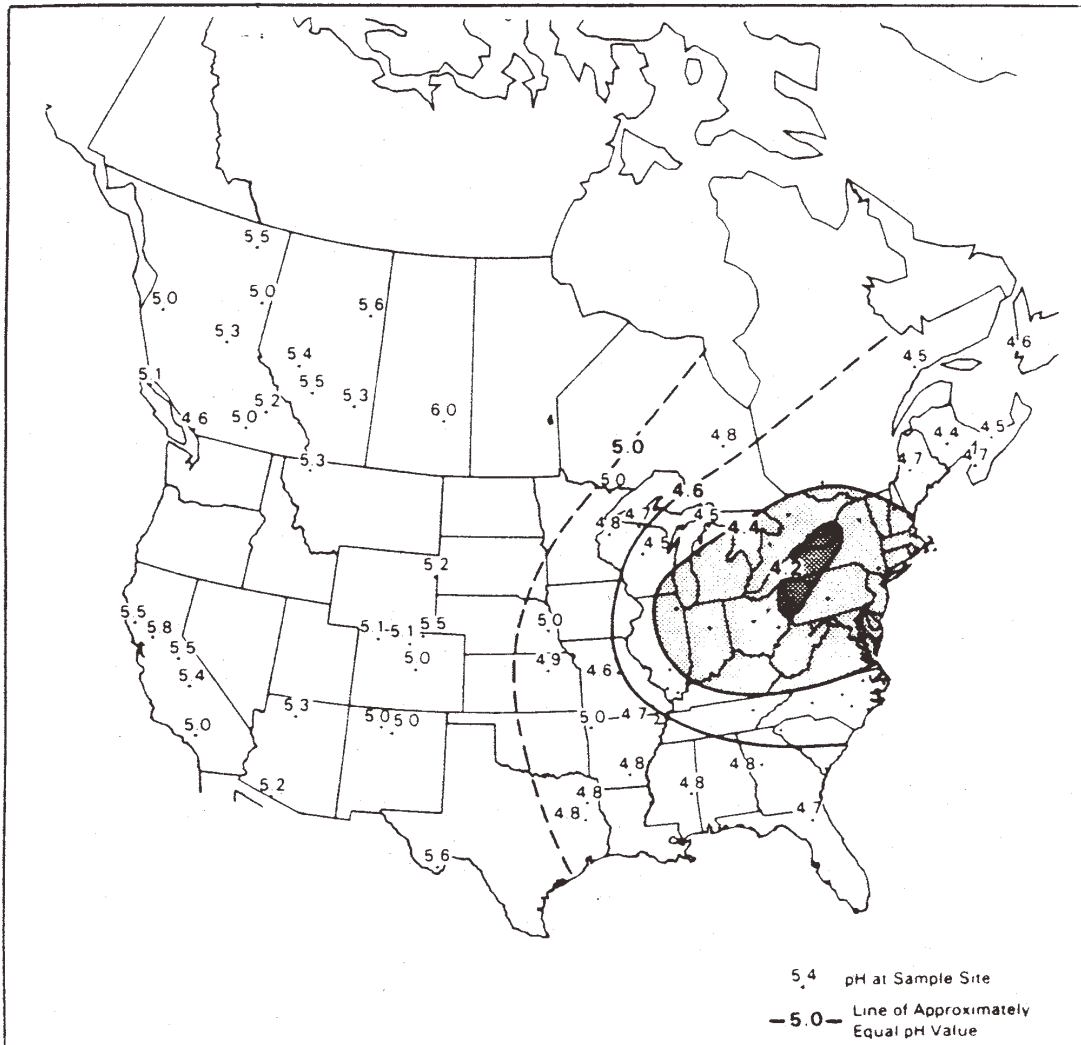 5.5
5.0 5.0 5.6
5.3 4.6
5.4 4.5
5.1 5.5
5.2 5.3
4.6 5.0 6.0 4.8 4.4 4.5
5.0 4.7 4.7
5.3
5.0
4.6
4.7 4.5
4.8 4.4
4.5
5.2 4.2
5.5 5.5 5.0
5.8 5.1 5.1
5.5 5.0 4.9
5.4 4.6
5.3
5.0 5.0 5.0 5.0 4.7
4.8 4.8
5.2 4.8 4.8
4.8 4.7
5.6
5.4 pH at Sample Site
–5.0– Line of Approximately
Equal pH Value